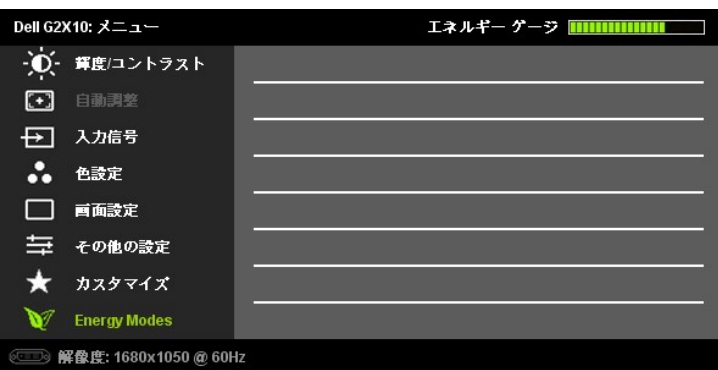 Dell G2X10: メニュー エネルギー ゲージ
輝度/コントラスト
自動調整
入力信号
色設定
画面設定
その他の設定
カスタマイズ
Energy Modes
解像度: 1680x1050 @ 60Hz